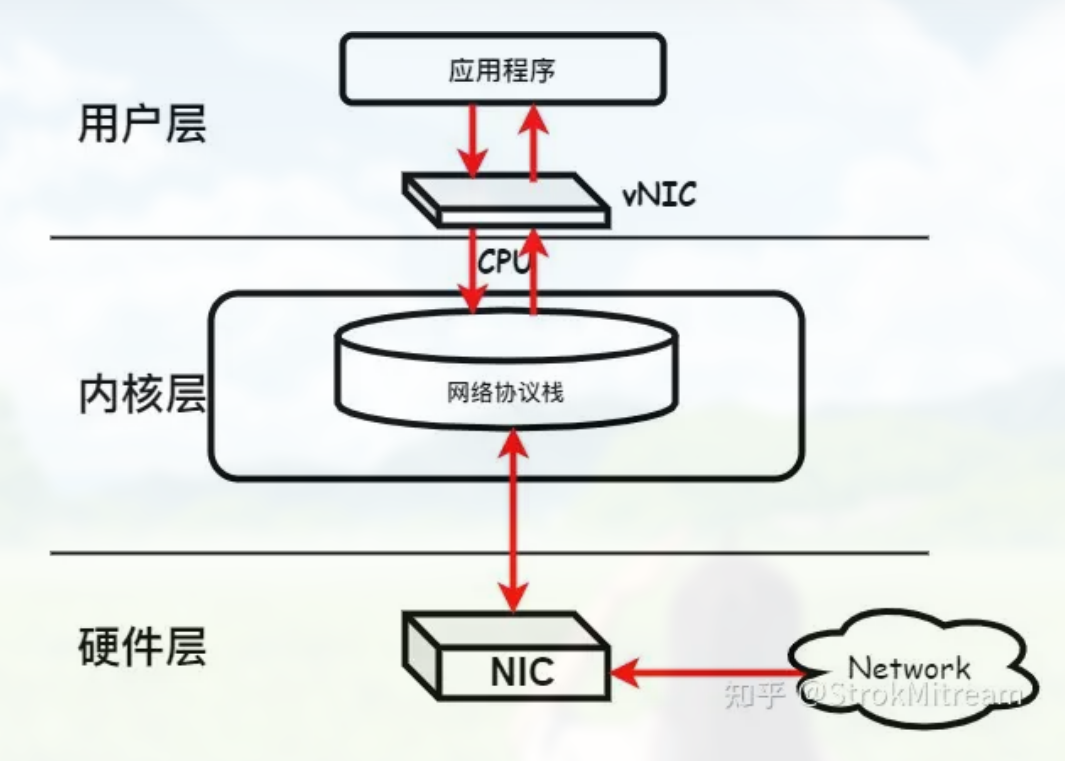 应用程序
用户层
vNIC
CPU
内核层
网络协议栈
硬件层
NIC
Network
知乎 @StrokMitream